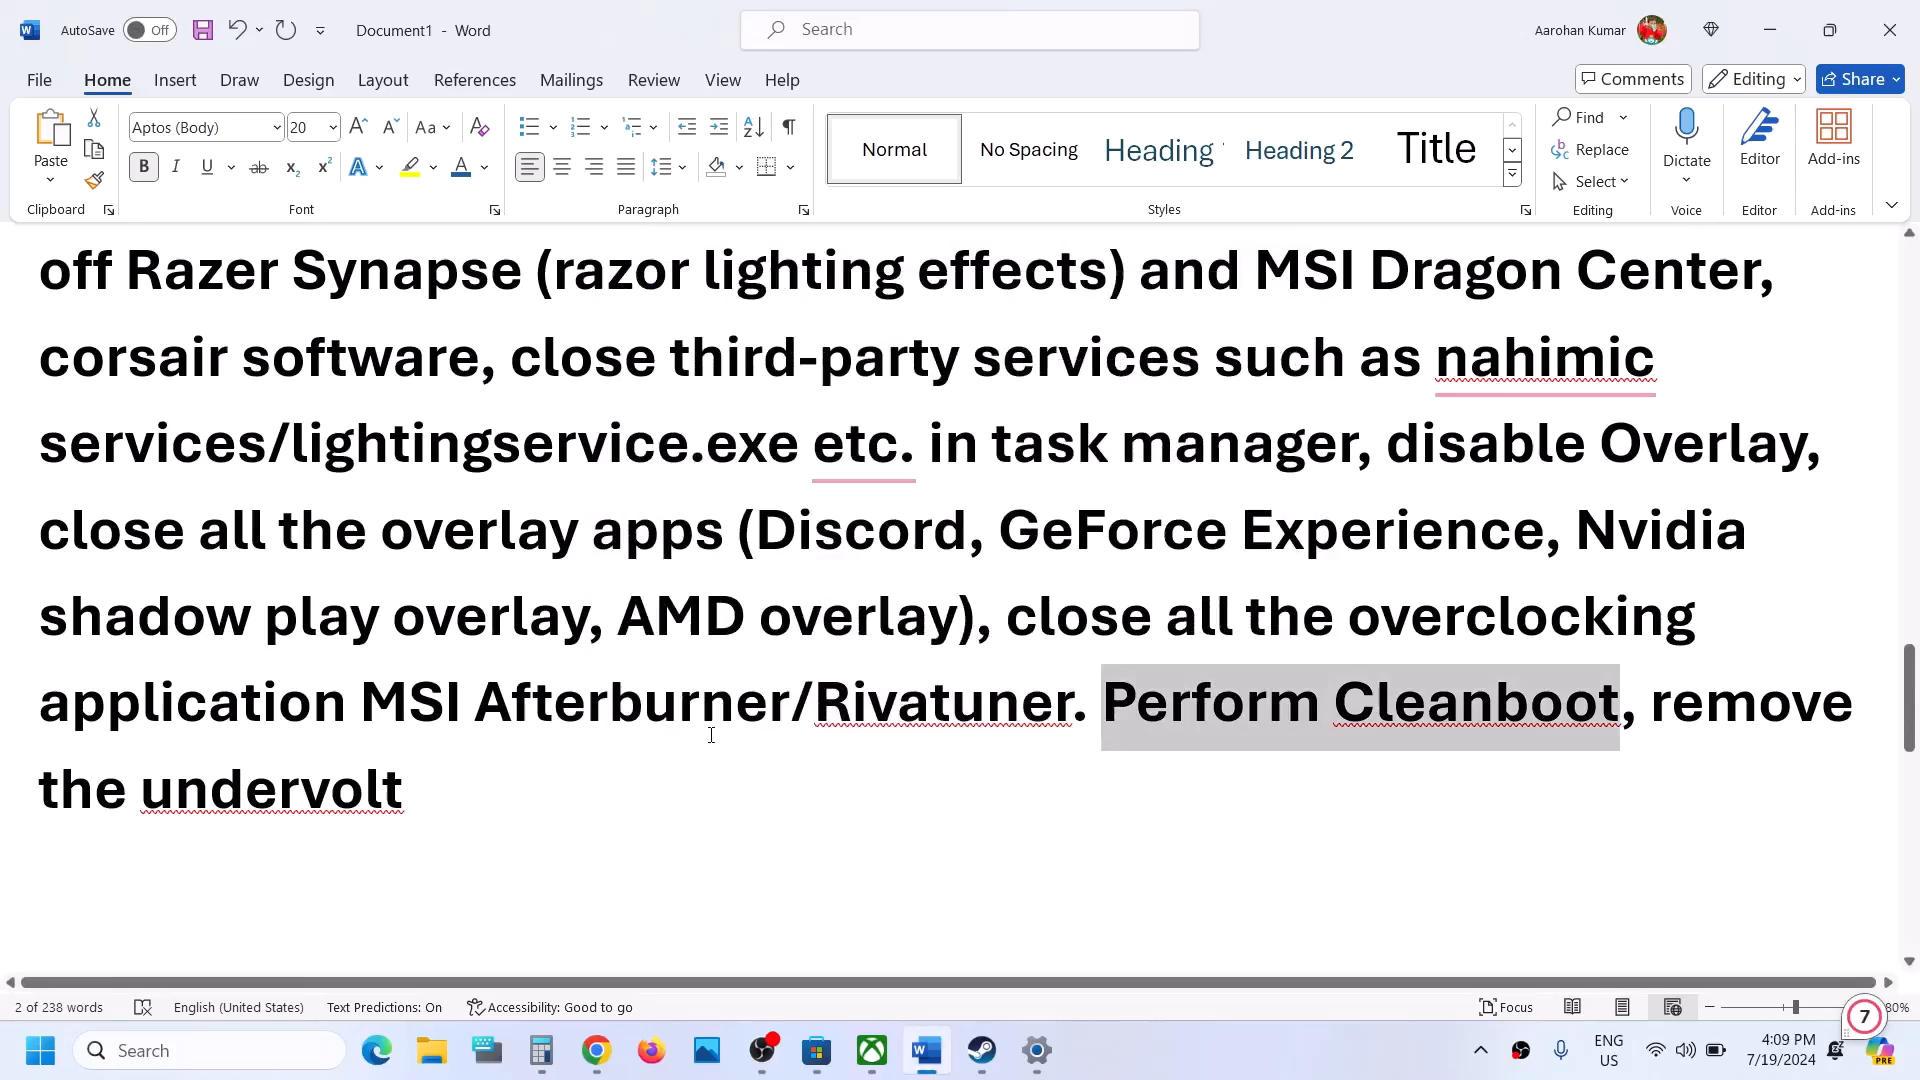 AutoSave Off Document1 - Word Search Aarohan Kumar
File Home Insert Draw Design Layout References Mailings Review View Help Comments Editing Share
Paste Aptos (Body) 20 Aa Normal No Spacing Heading Heading 2 Title Find Replace Select Dictate Editor Add-ins
Clipboard Font Paragraph Styles Editing Voice Editor Add-ins
off Razer Synapse (razor lighting effects) and MSI Dragon Center,
corsair software, close third-party services such as nahimic
services/lightingservice.exe etc. in task manager, disable Overlay,
close all the overlay apps (Discord, GeForce Experience, Nvidia
shadow play overlay, AMD overlay), close all the overclocking
application MSI Afterburner/Rivatuner. Perform Cleanboot, remove
the undervolt
2 of 238 words English (United States) Text Predictions: On Accessibility: Good to go Focus 7
Search ENG US 4:09 PM 7/19/2024 PRE